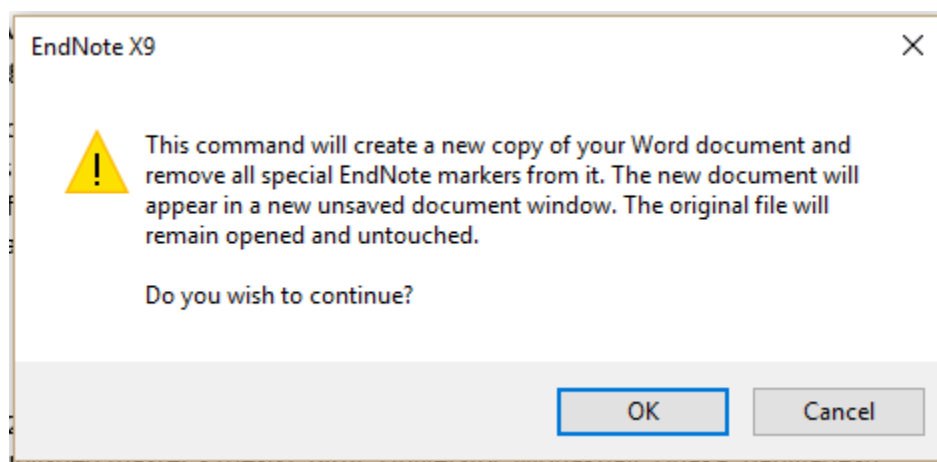 EndNote X9
This command will create a new copy of your Word document and
remove all special EndNote markers from it. The new document will
appear in a new unsaved document window. The original file will
remain opened and untouched.
Do you wish to continue?
OK
Cancel